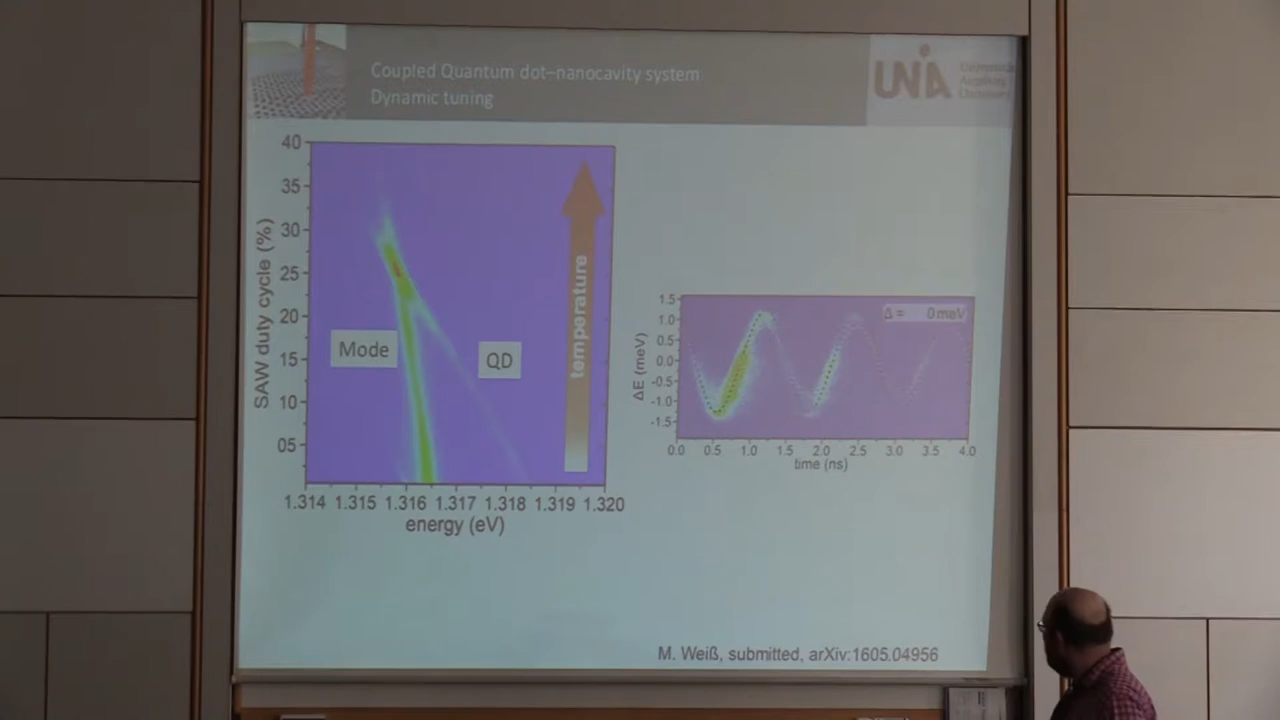 Coupled Quantum dot–nanocavity system
Dynamic tuning
UNIA
Universität
Augsburg
University
40
35
30
25
20
15
10
05
SAW duty cycle (%)
Mode
QD
temperature
1.314 1.315 1.316 1.317 1.318 1.319 1.320
energy (eV)
1.5
1.0
0.5
0.0
-0.5
-1.0
-1.5
ΔE (meV)
Δ = 0 meV
0.0 0.5 1.0 1.5 2.0 2.5 3.0 3.5 4.0
time (ns)
M. Weiß, submitted, arXiv:1605.04956